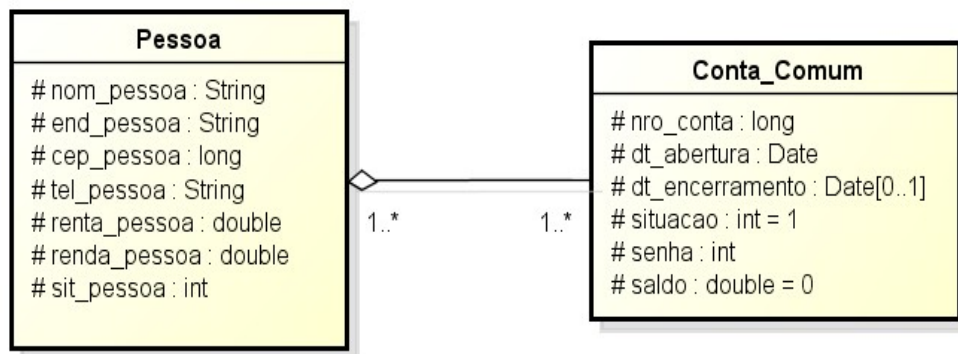 Pessoa
# nom_pessoa : String
# end_pessoa : String
# cep_pessoa : long
# tel_pessoa : String
# renta_pessoa : double
# renda_pessoa : double
# sit_pessoa : int
1..*
1..*
Conta_Comum
# nro_conta : long
# dt_abertura : Date
# dt_encerramento : Date[0..1]
# situacao : int = 1
# senha : int
# saldo : double = 0